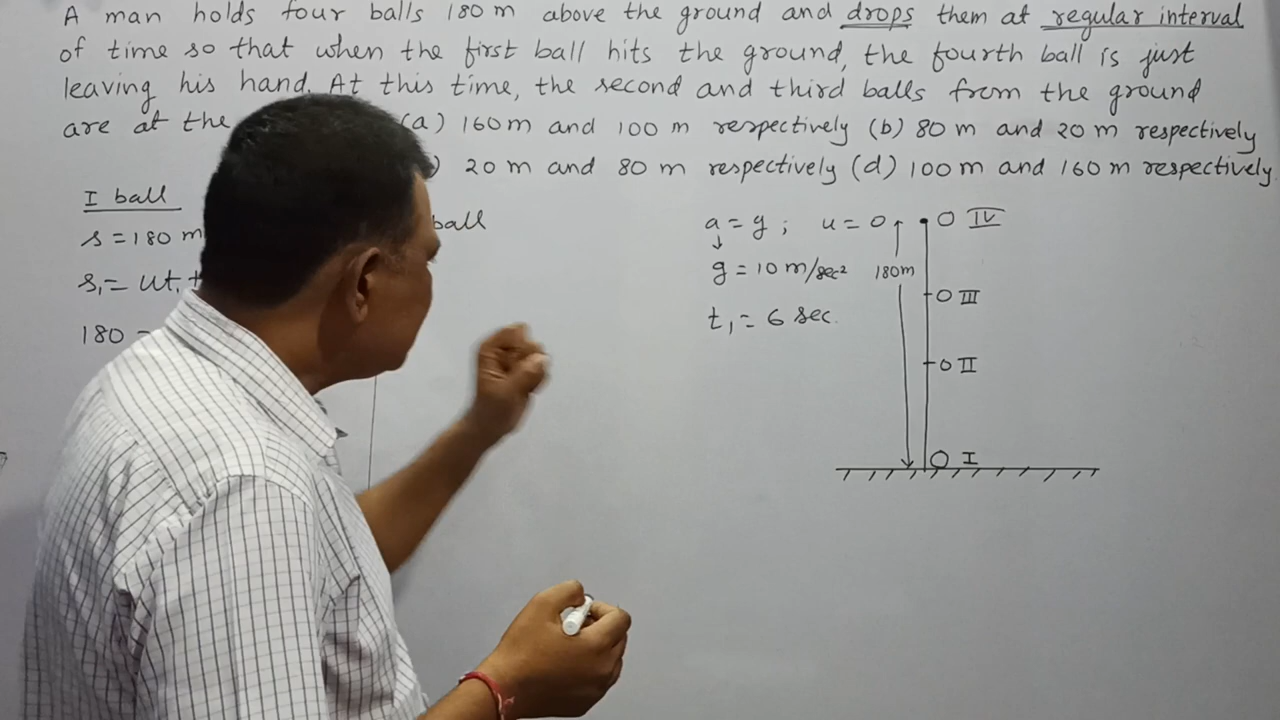 A man holds four balls 180 m above the ground and drops them at regular interval
of time so that when the first ball hits the ground, the fourth ball is just
leaving his hand. At this time, the second and third balls from the ground
are at the (a) 160 m and 100 m respectively (b) 80 m and 20 m respectively
) 20 m and 80 m respectively (d) 100 m and 160 m respectively
I ball
ball
s = 180 m
s₁ = ut₁ +
180 =
a = g ; u = 0
g = 10 m/sec²
t₁ = 6 sec.
180m
O IV
O III
O II
O I